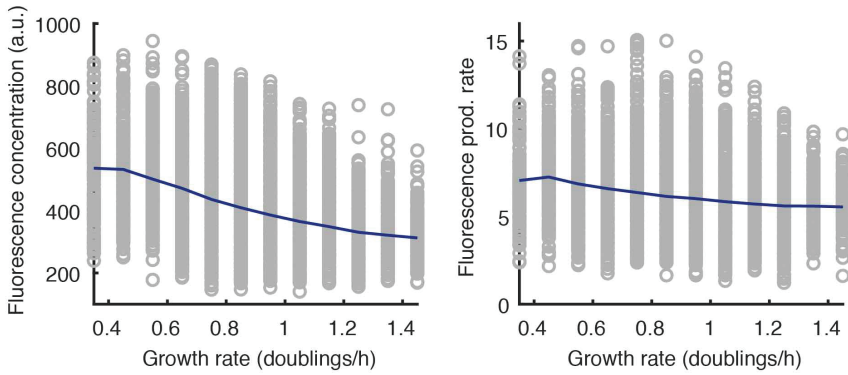 Fluorescence concentration (a.u.)
1000
800
600
400
200
0.4 0.6 0.8 1 1.2 1.4
Growth rate (doublings/h)
Fluorescence prod. rate
15
10
5
0
0.4 0.6 0.8 1 1.2 1.4
Growth rate (doublings/h)